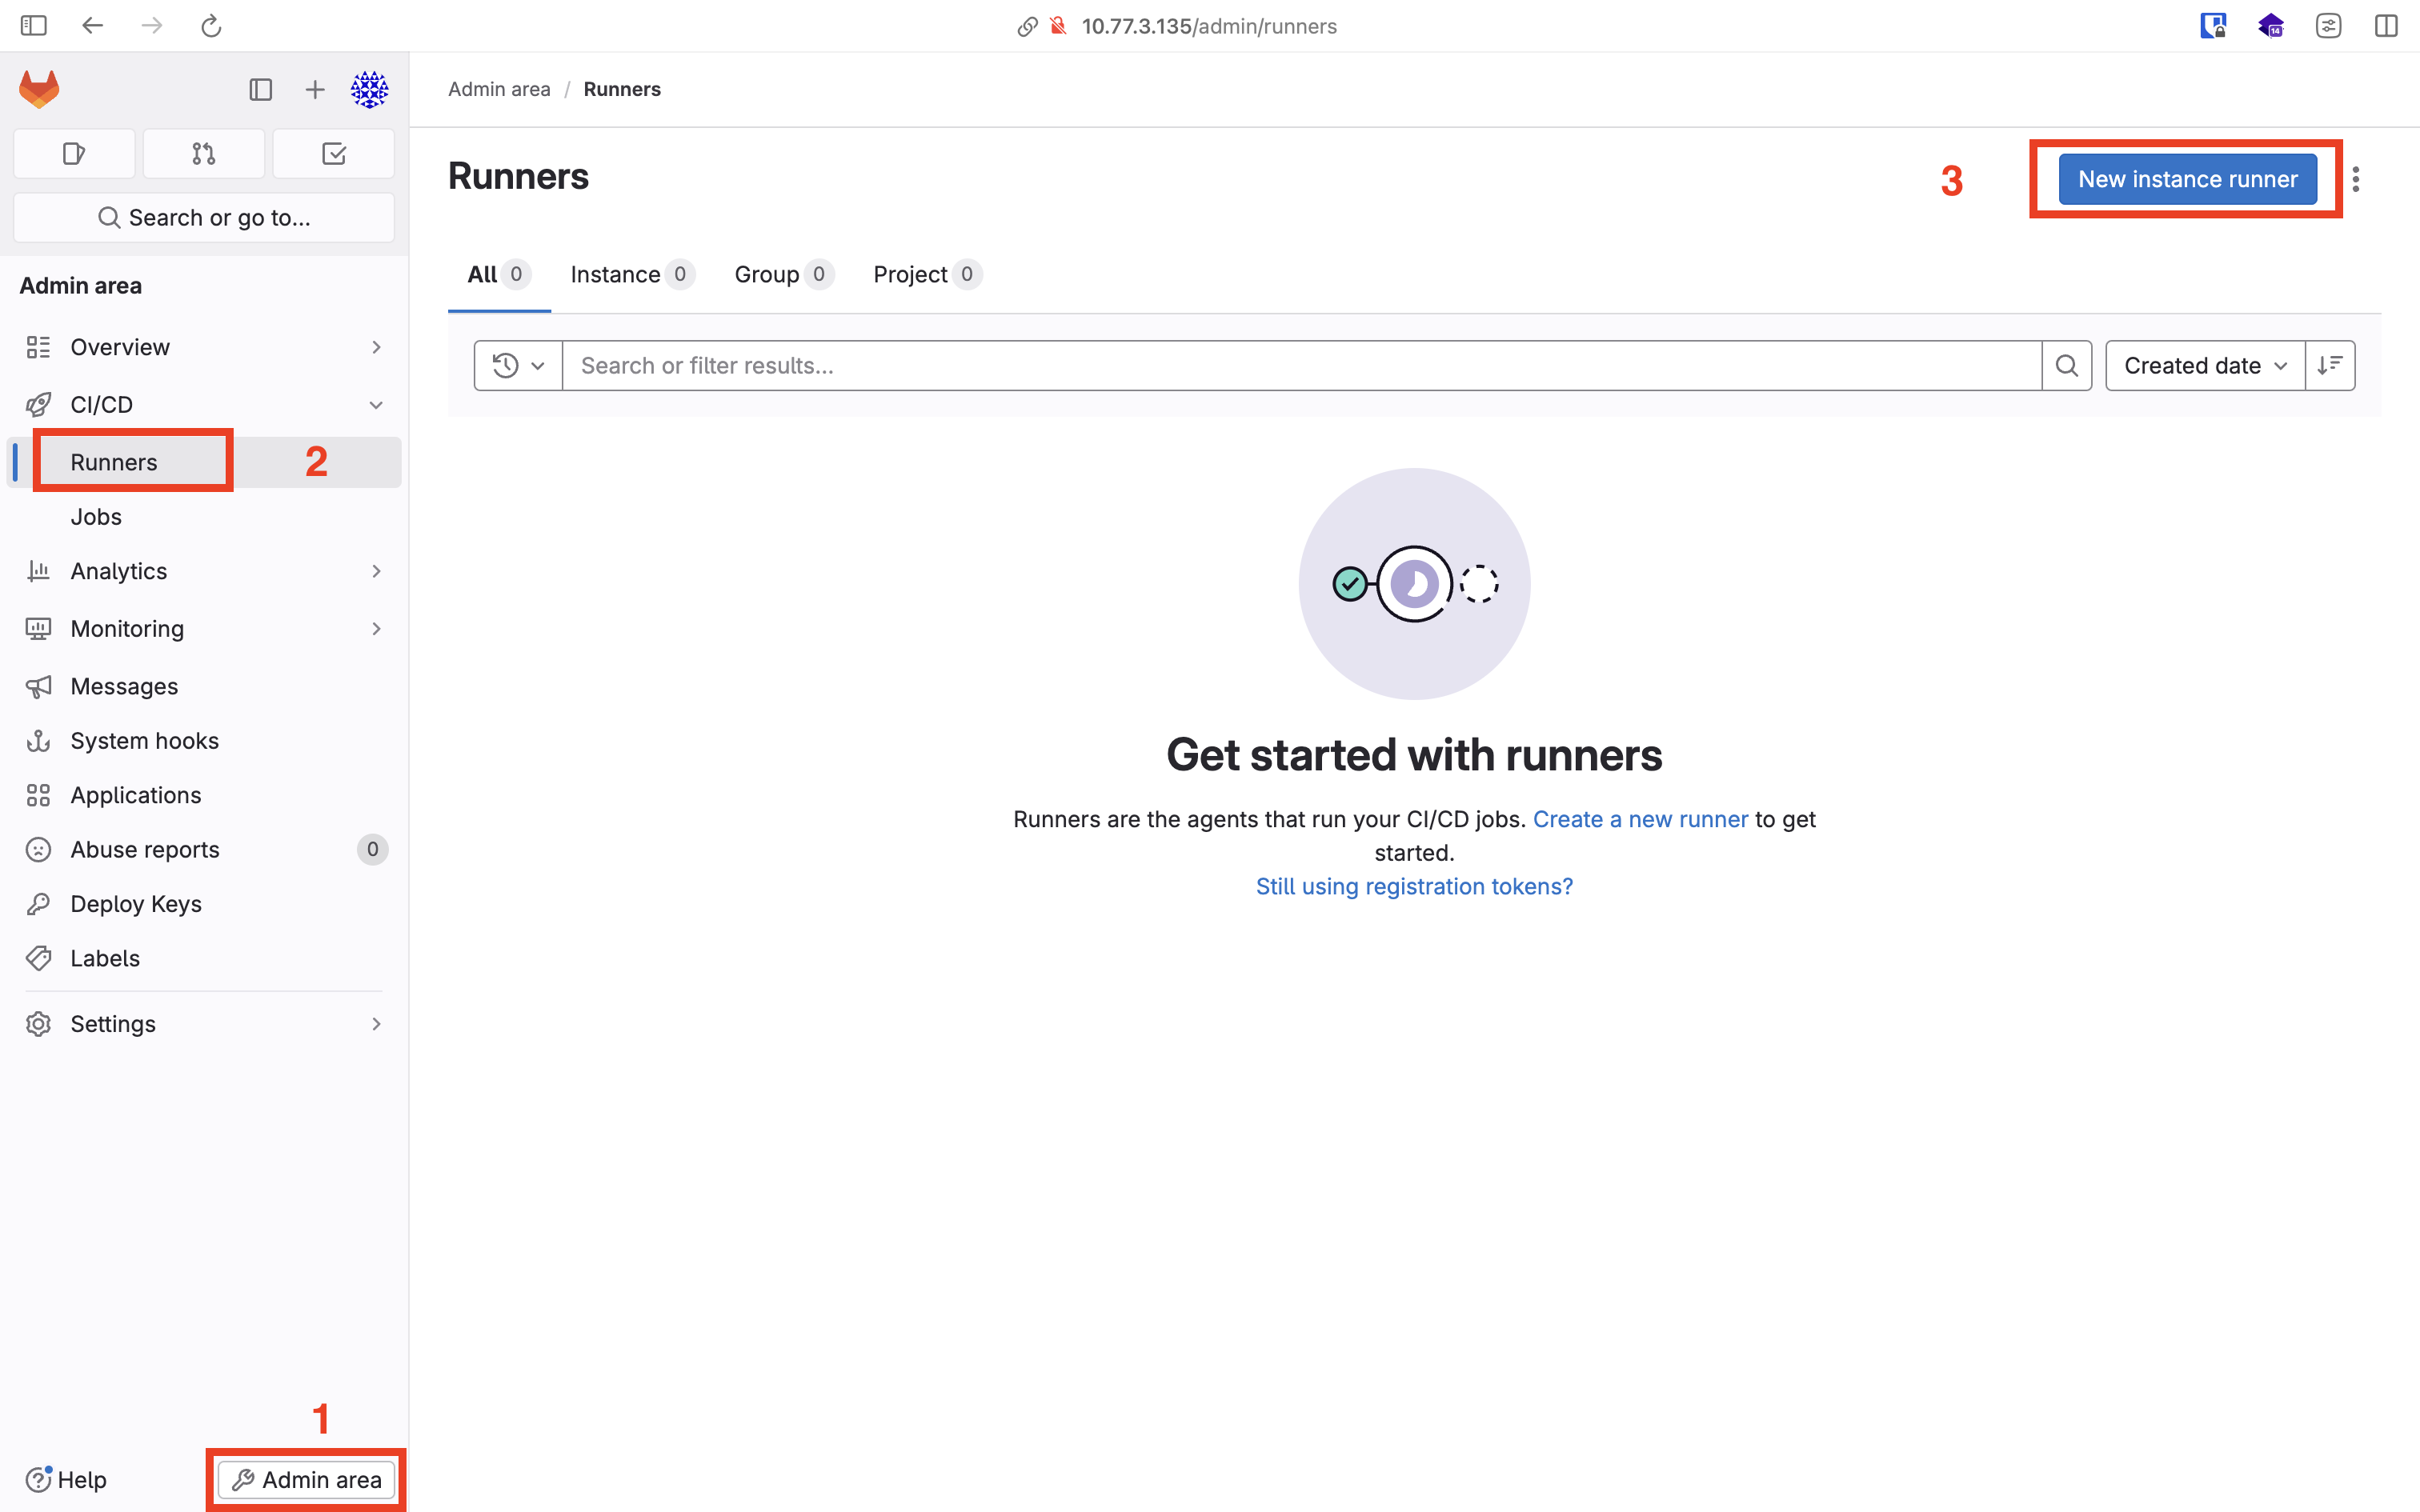 10.77.3.135/admin/runners
14
Admin area / Runners
Runners
3
New instance runner
Search or go to...
All 0 Instance 0 Group 0 Project 0
Search or filter results...
Created date
Admin area
Overview
CI/CD
Runners
2
Jobs
Analytics
Monitoring
Messages
System hooks
Applications
Abuse reports 0
Deploy Keys
Labels
Settings
Get started with runners
Runners are the agents that run your CI/CD jobs. Create a new runner to get
started.
Still using registration tokens?
1
Help
Admin area